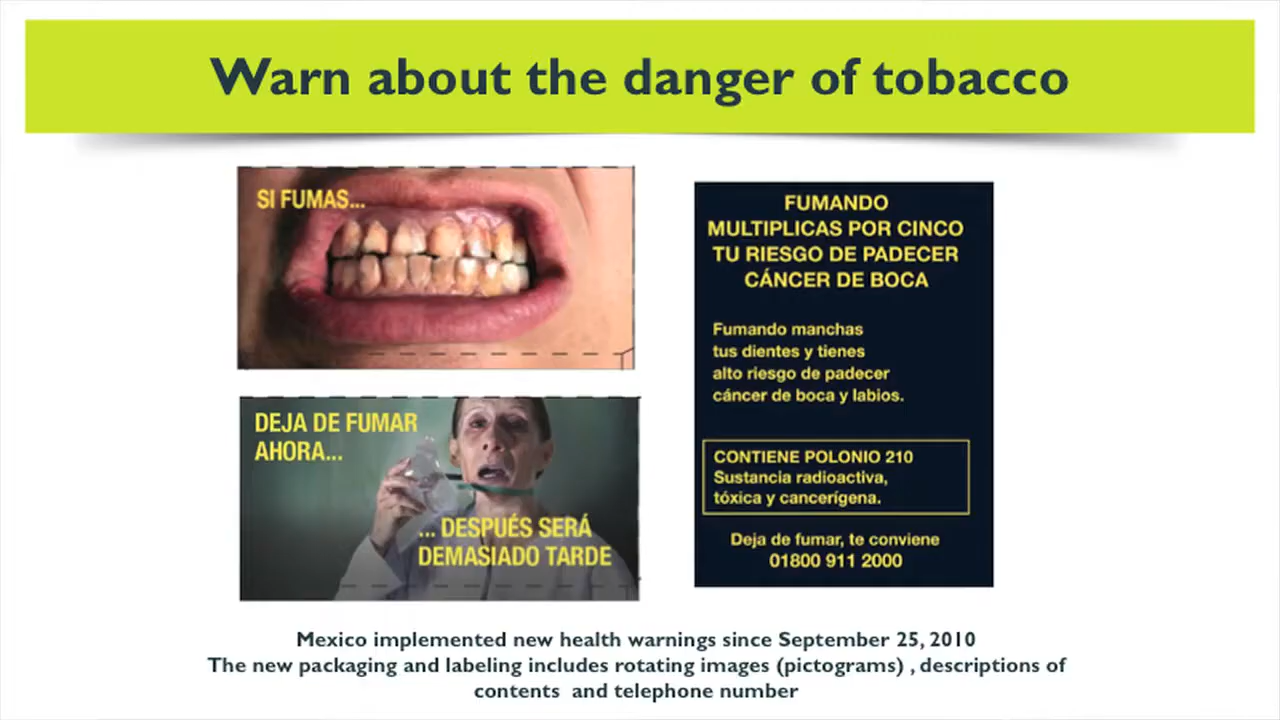 Warn about the danger of tobacco
SI FUMAS...
DEJA DE FUMAR
AHORA...
... DESPUÉS SERÁ
DEMASIADO TARDE
FUMANDO
MULTIPLICAS POR CINCO
TU RIESGO DE PADECER
CÁNCER DE BOCA
Fumando manchas
tus dientes y tienes
alto riesgo de padecer
cáncer de boca y labios.
CONTIENE POLONIO 210
Sustancia radioactiva,
tóxica y cancerígena.
Deja de fumar, te conviene
01800 911 2000
Mexico implemented new health warnings since September 25, 2010
The new packaging and labeling includes rotating images (pictograms) , descriptions of
contents and telephone number